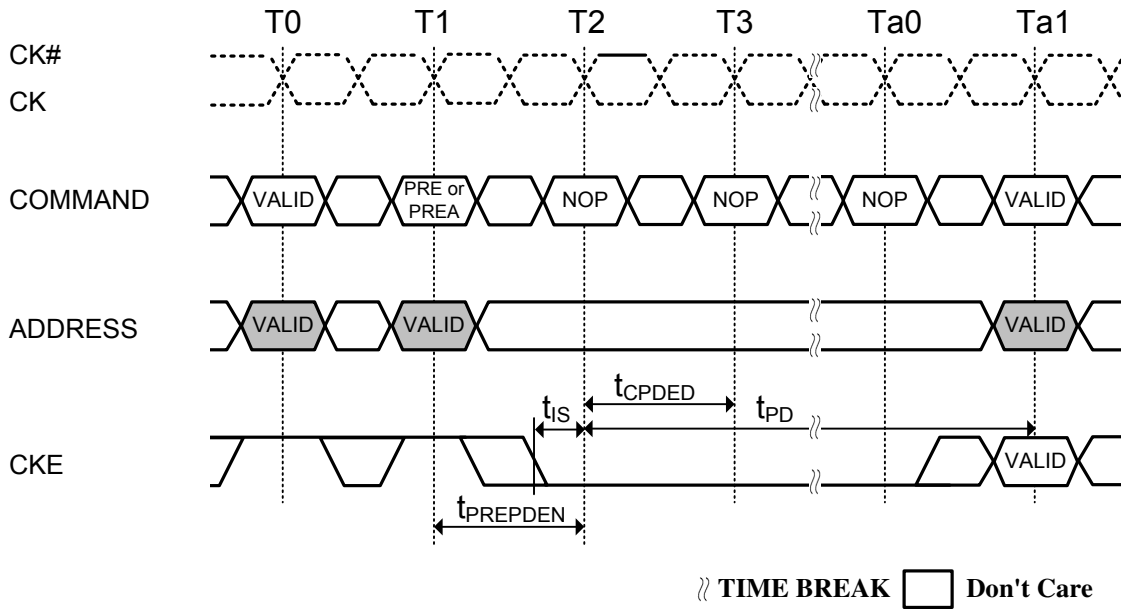 T0 T1 T2 T3 Ta0 Ta1
CK#
CK
COMMAND VALID PRE or PREA NOP NOP NOP VALID
ADDRESS VALID VALID VALID
tCPDED
tIS tPD
CKE VALID
tPREPDEN
TIME BREAK Don't Care